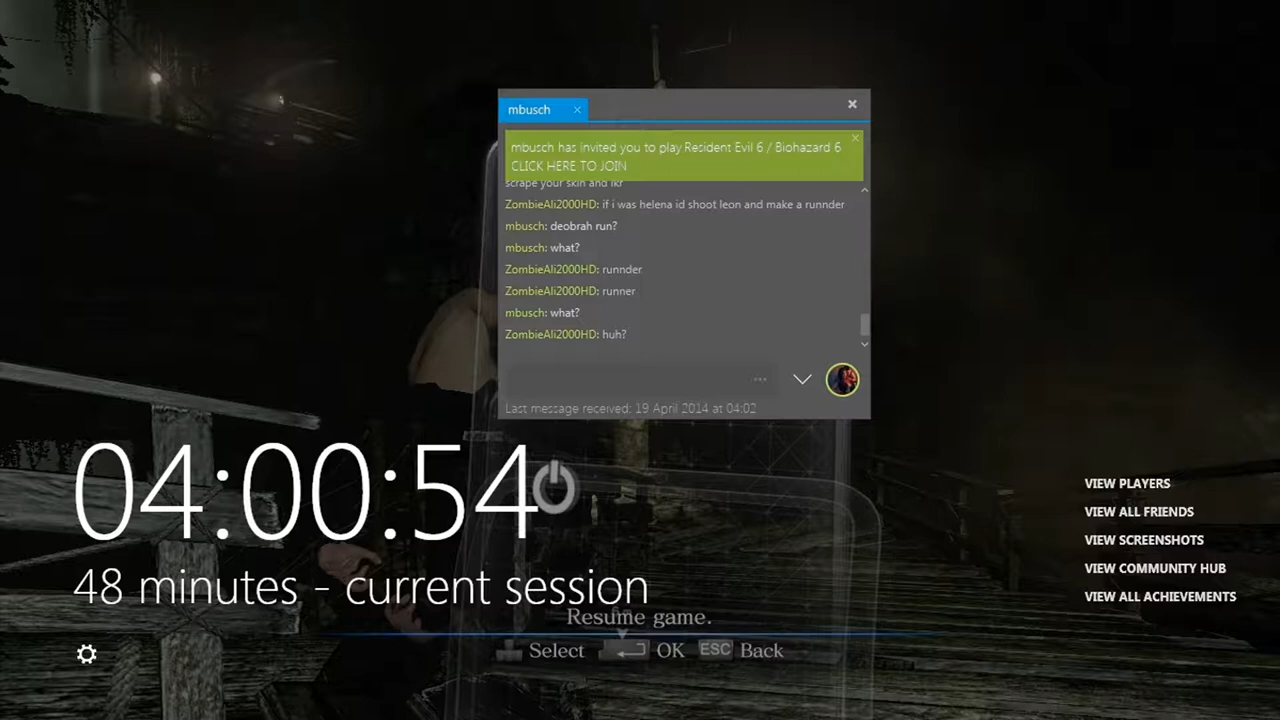 mbusch
mbusch has invited you to play Resident Evil 6 / Biohazard 6
CLICK HERE TO JOIN
scrape your skin and ikr
ZombieAli2000HD: if i was helena id shoot leon and make a runnder
mbusch: deobrah run?
mbusch: what?
ZombieAli2000HD: runnder
ZombieAli2000HD: runner
mbusch: what?
ZombieAli2000HD: huh?
Last message received: 19 April 2014 at 04:02
04:00:54
48 minutes - current session
VIEW PLAYERS
VIEW ALL FRIENDS
VIEW SCREENSHOTS
VIEW COMMUNITY HUB
VIEW ALL ACHIEVEMENTS
Resume game.
Select OK ESC Back